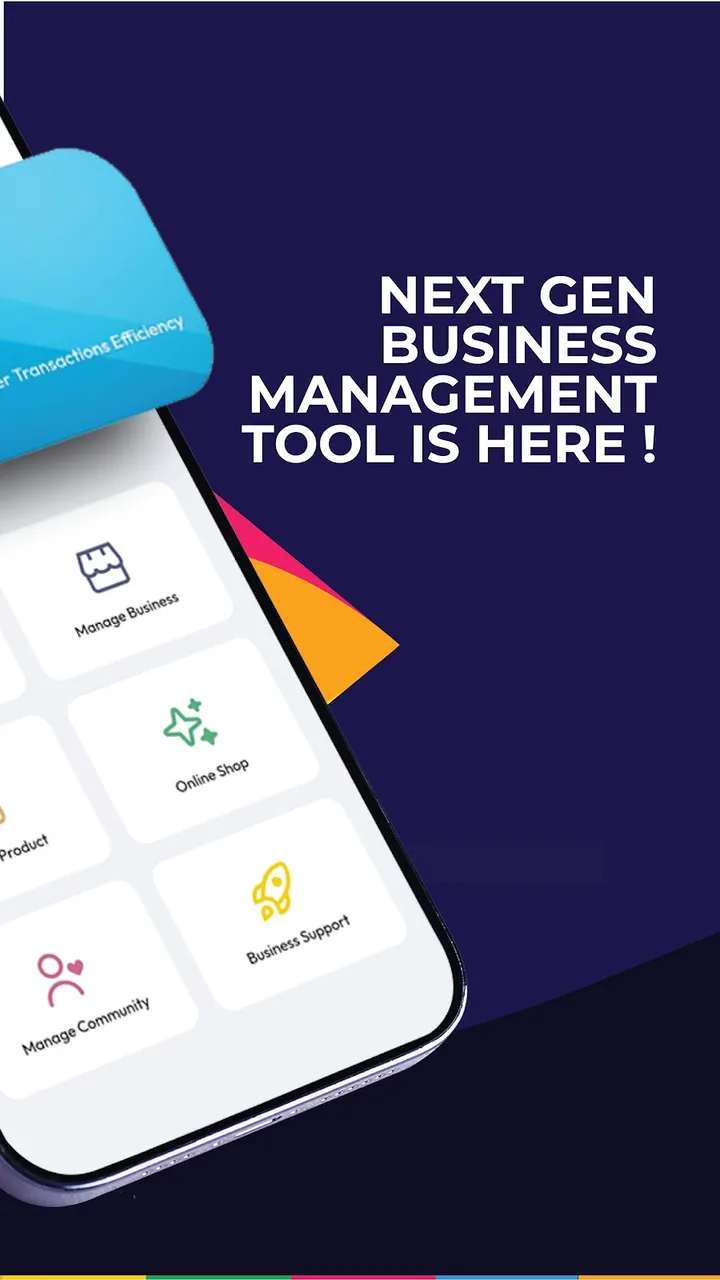 NEXT GEN
BUSINESS
MANAGEMENT
TOOL IS HERE !
Transactions Efficiency
Manage Business
Online Shop
Product
Business Support
Manage Community